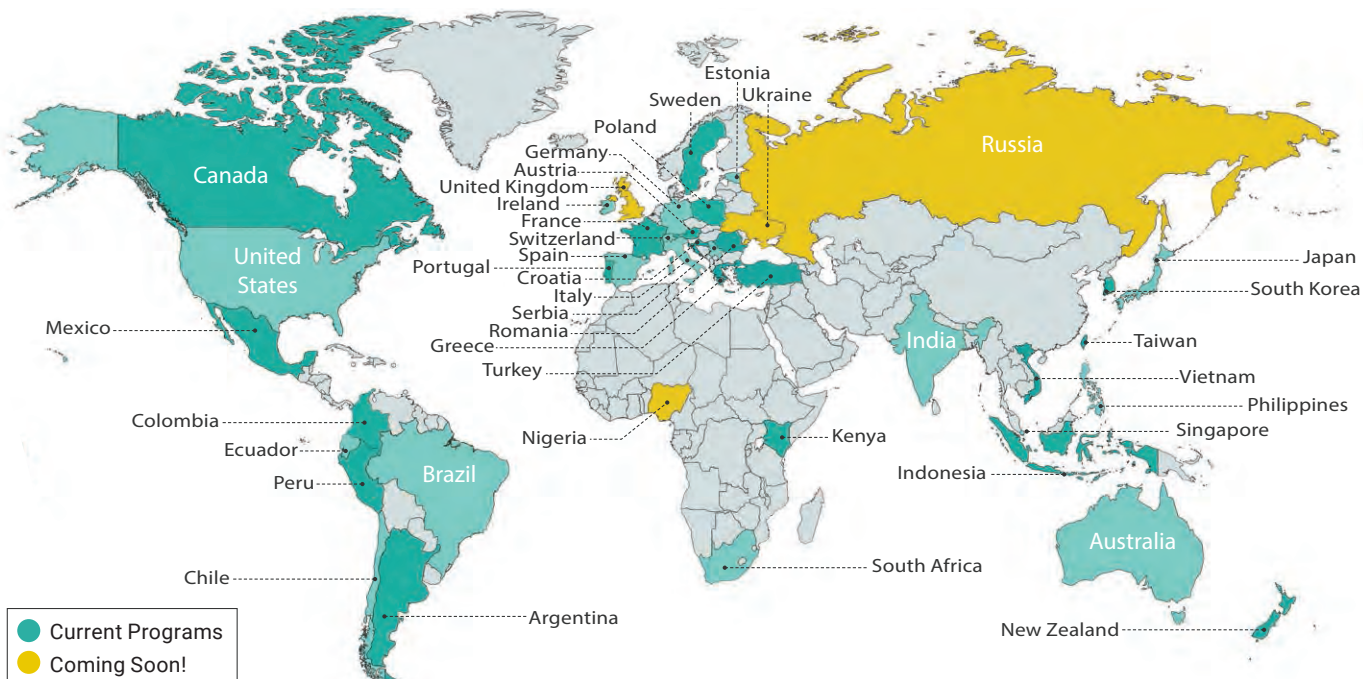 Estonia
Sweden
Ukraine
Poland
Russia
Germany
Canada
Austria
United Kingdom
Ireland
France
Switzerland
United
States
Spain
Portugal
Japan
Croatia
South Korea
Italy
Serbia
Mexico
Romania
India
Taiwan
Greece
Turkey
Vietnam
Philippines
Colombia
Singapore
Nigeria
Kenya
Ecuador
Brazil
Indonesia
Peru
Australia
South Africa
Chile
Argentina
New Zealand
Current Programs
Coming Soon!